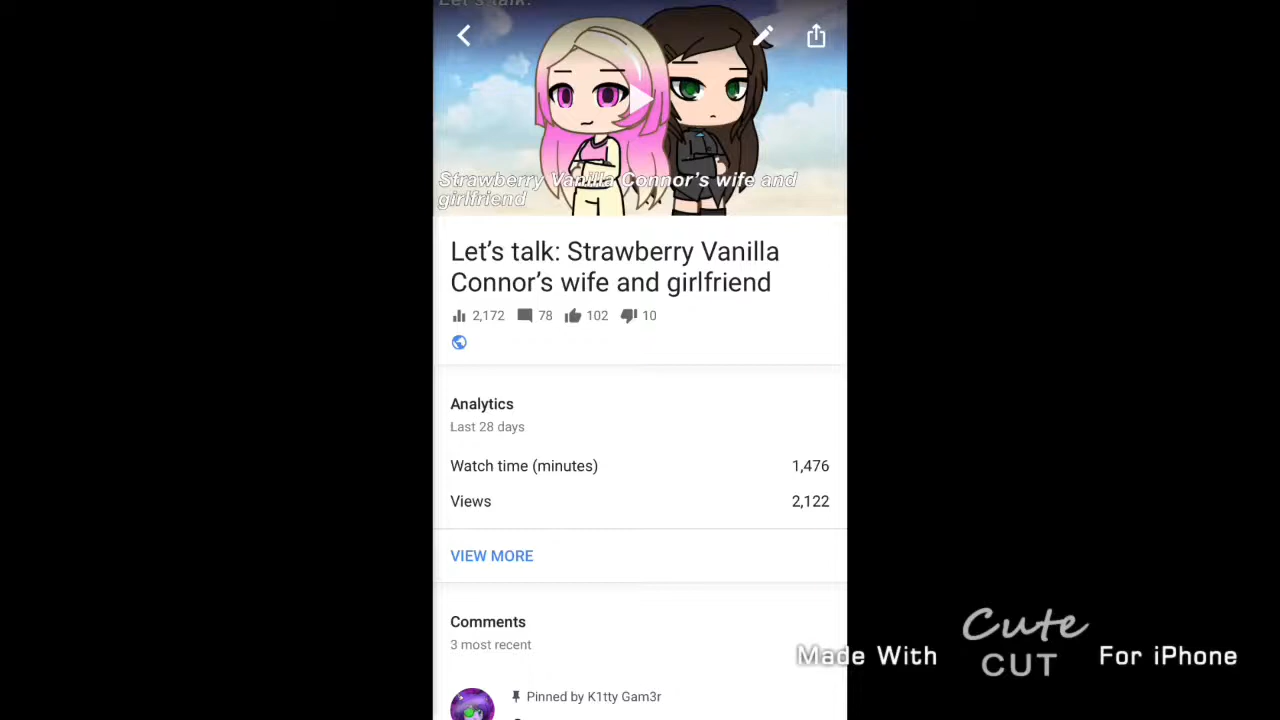 Let's talk:
Strawberry Vanilla Connor's wife and
girlfriend
Let’s talk: Strawberry Vanilla
Connor’s wife and girlfriend
2,172 78 102 10
Analytics
Last 28 days
Watch time (minutes) 1,476
Views 2,122
VIEW MORE
Comments
3 most recent
Pinned by K1tty Gam3r
Made With Cute CUT For iPhone